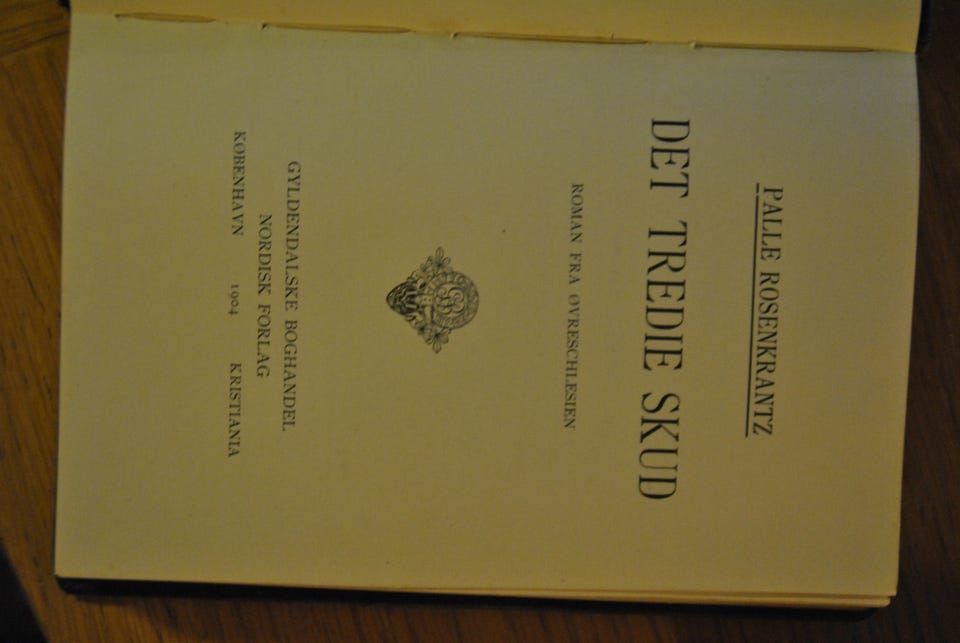 PALLE ROSENKRANTZ
DET TREDIE SKUD
ROMAN FRA ØVRESCHLESIEN
GYLDENDALSKE BOGHANDEL
NORDISK FORLAG
KØBENHAVN 1904 KRISTIANIA